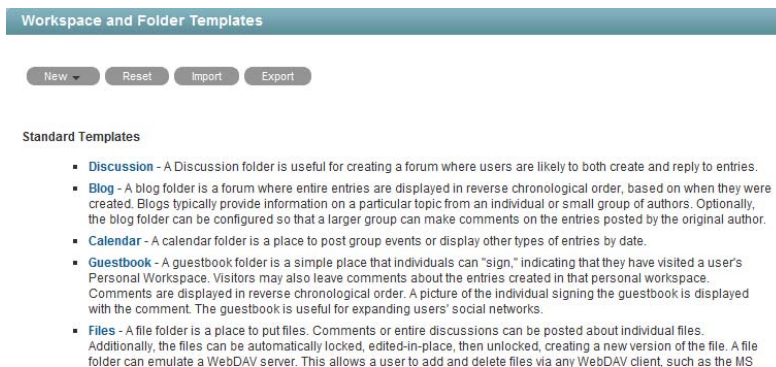 Workspace and Folder Templates
New Reset Import Export
Standard Templates
Discussion - A Discussion folder is useful for creating a forum where users are likely to both create and reply to entries.
Blog - A blog folder is a forum where entire entries are displayed in reverse chronological order, based on when they were
created. Blogs typically provide information on a particular topic from an individual or small group of authors. Optionally,
the blog folder can be configured so that a larger group can make comments on the entries posted by the original author.
Calendar - A calendar folder is a place to post group events or display other types of entries by date.
Guestbook - A guestbook folder is a simple place that individuals can "sign," indicating that they have visited a user's
Personal Workspace. Visitors may also leave comments about the entries created in that personal workspace.
Comments are displayed in reverse chronological order. A picture of the individual signing the guestbook is displayed
with the comment. The guestbook is useful for expanding users' social networks.
Files - A file folder is a place to put files. Comments or entire discussions can be posted about individual files.
Additionally, the files can be automatically locked, edited-in-place, then unlocked, creating a new version of the file. A file
folder can emulate a WebDAV server. This allows a user to add and delete files via any WebDAV client, such as the MS